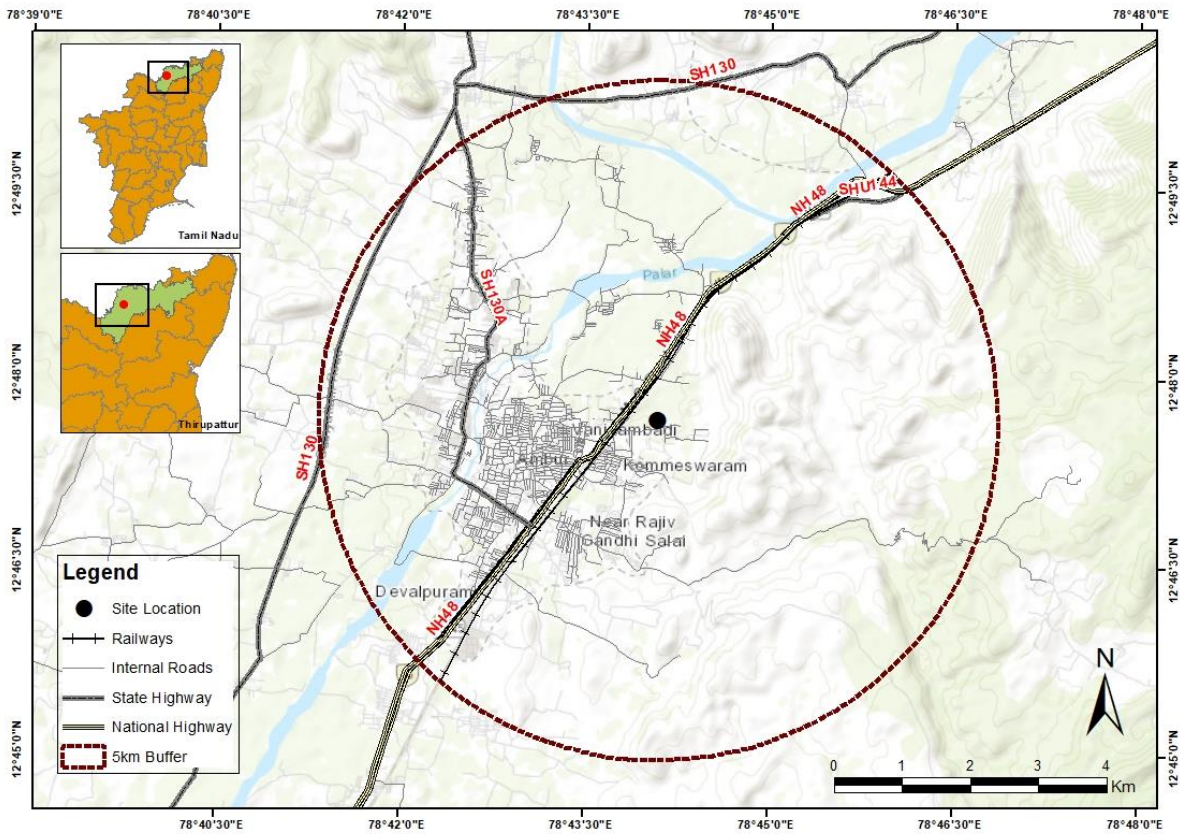 78°39'0"E
78°40'30"E
78°42'0"E
78°43'30"E
78°45'0"E
78°46'30"E
78°48'0"E
12°49'30"N
12°48'0"N
12°46'30"N
12°45'0"N
Tamil Nadu
Thirupattur
SH130
SHU144
NH48
SH130A
Palar
NH48
SH130
Vaniyambadi
Ambur
Kommeswaram
Near Rajiv
Gandhi Salai
Devalpuram
NH48
Legend
Site Location
Railways
Internal Roads
State Highway
National Highway
5km Buffer
N
0 1 2 3 4
Km
12°49'30"N
12°48'0"N
12°46'30"N
12°45'0"N
78°40'30"E
78°42'0"E
78°43'30"E
78°45'0"E
78°46'30"E
78°48'0"E